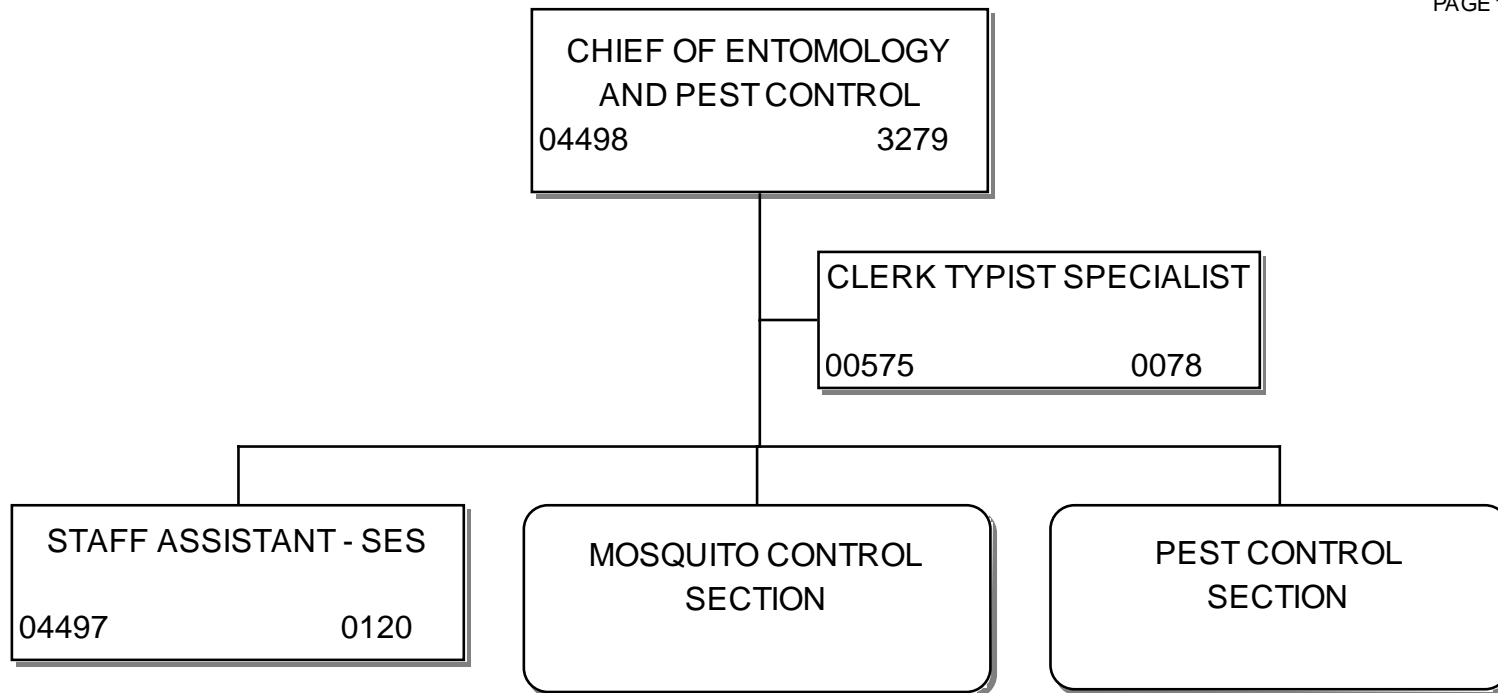 PAGE
CHIEF OF ENTOMOLOGY
AND PEST CONTROL
04498 3279
CLERK TYPIST SPECIALIST
00575 0078
STAFF ASSISTANT - SES
04497 0120
MOSQUITO CONTROL
SECTION
PEST CONTROL
SECTION